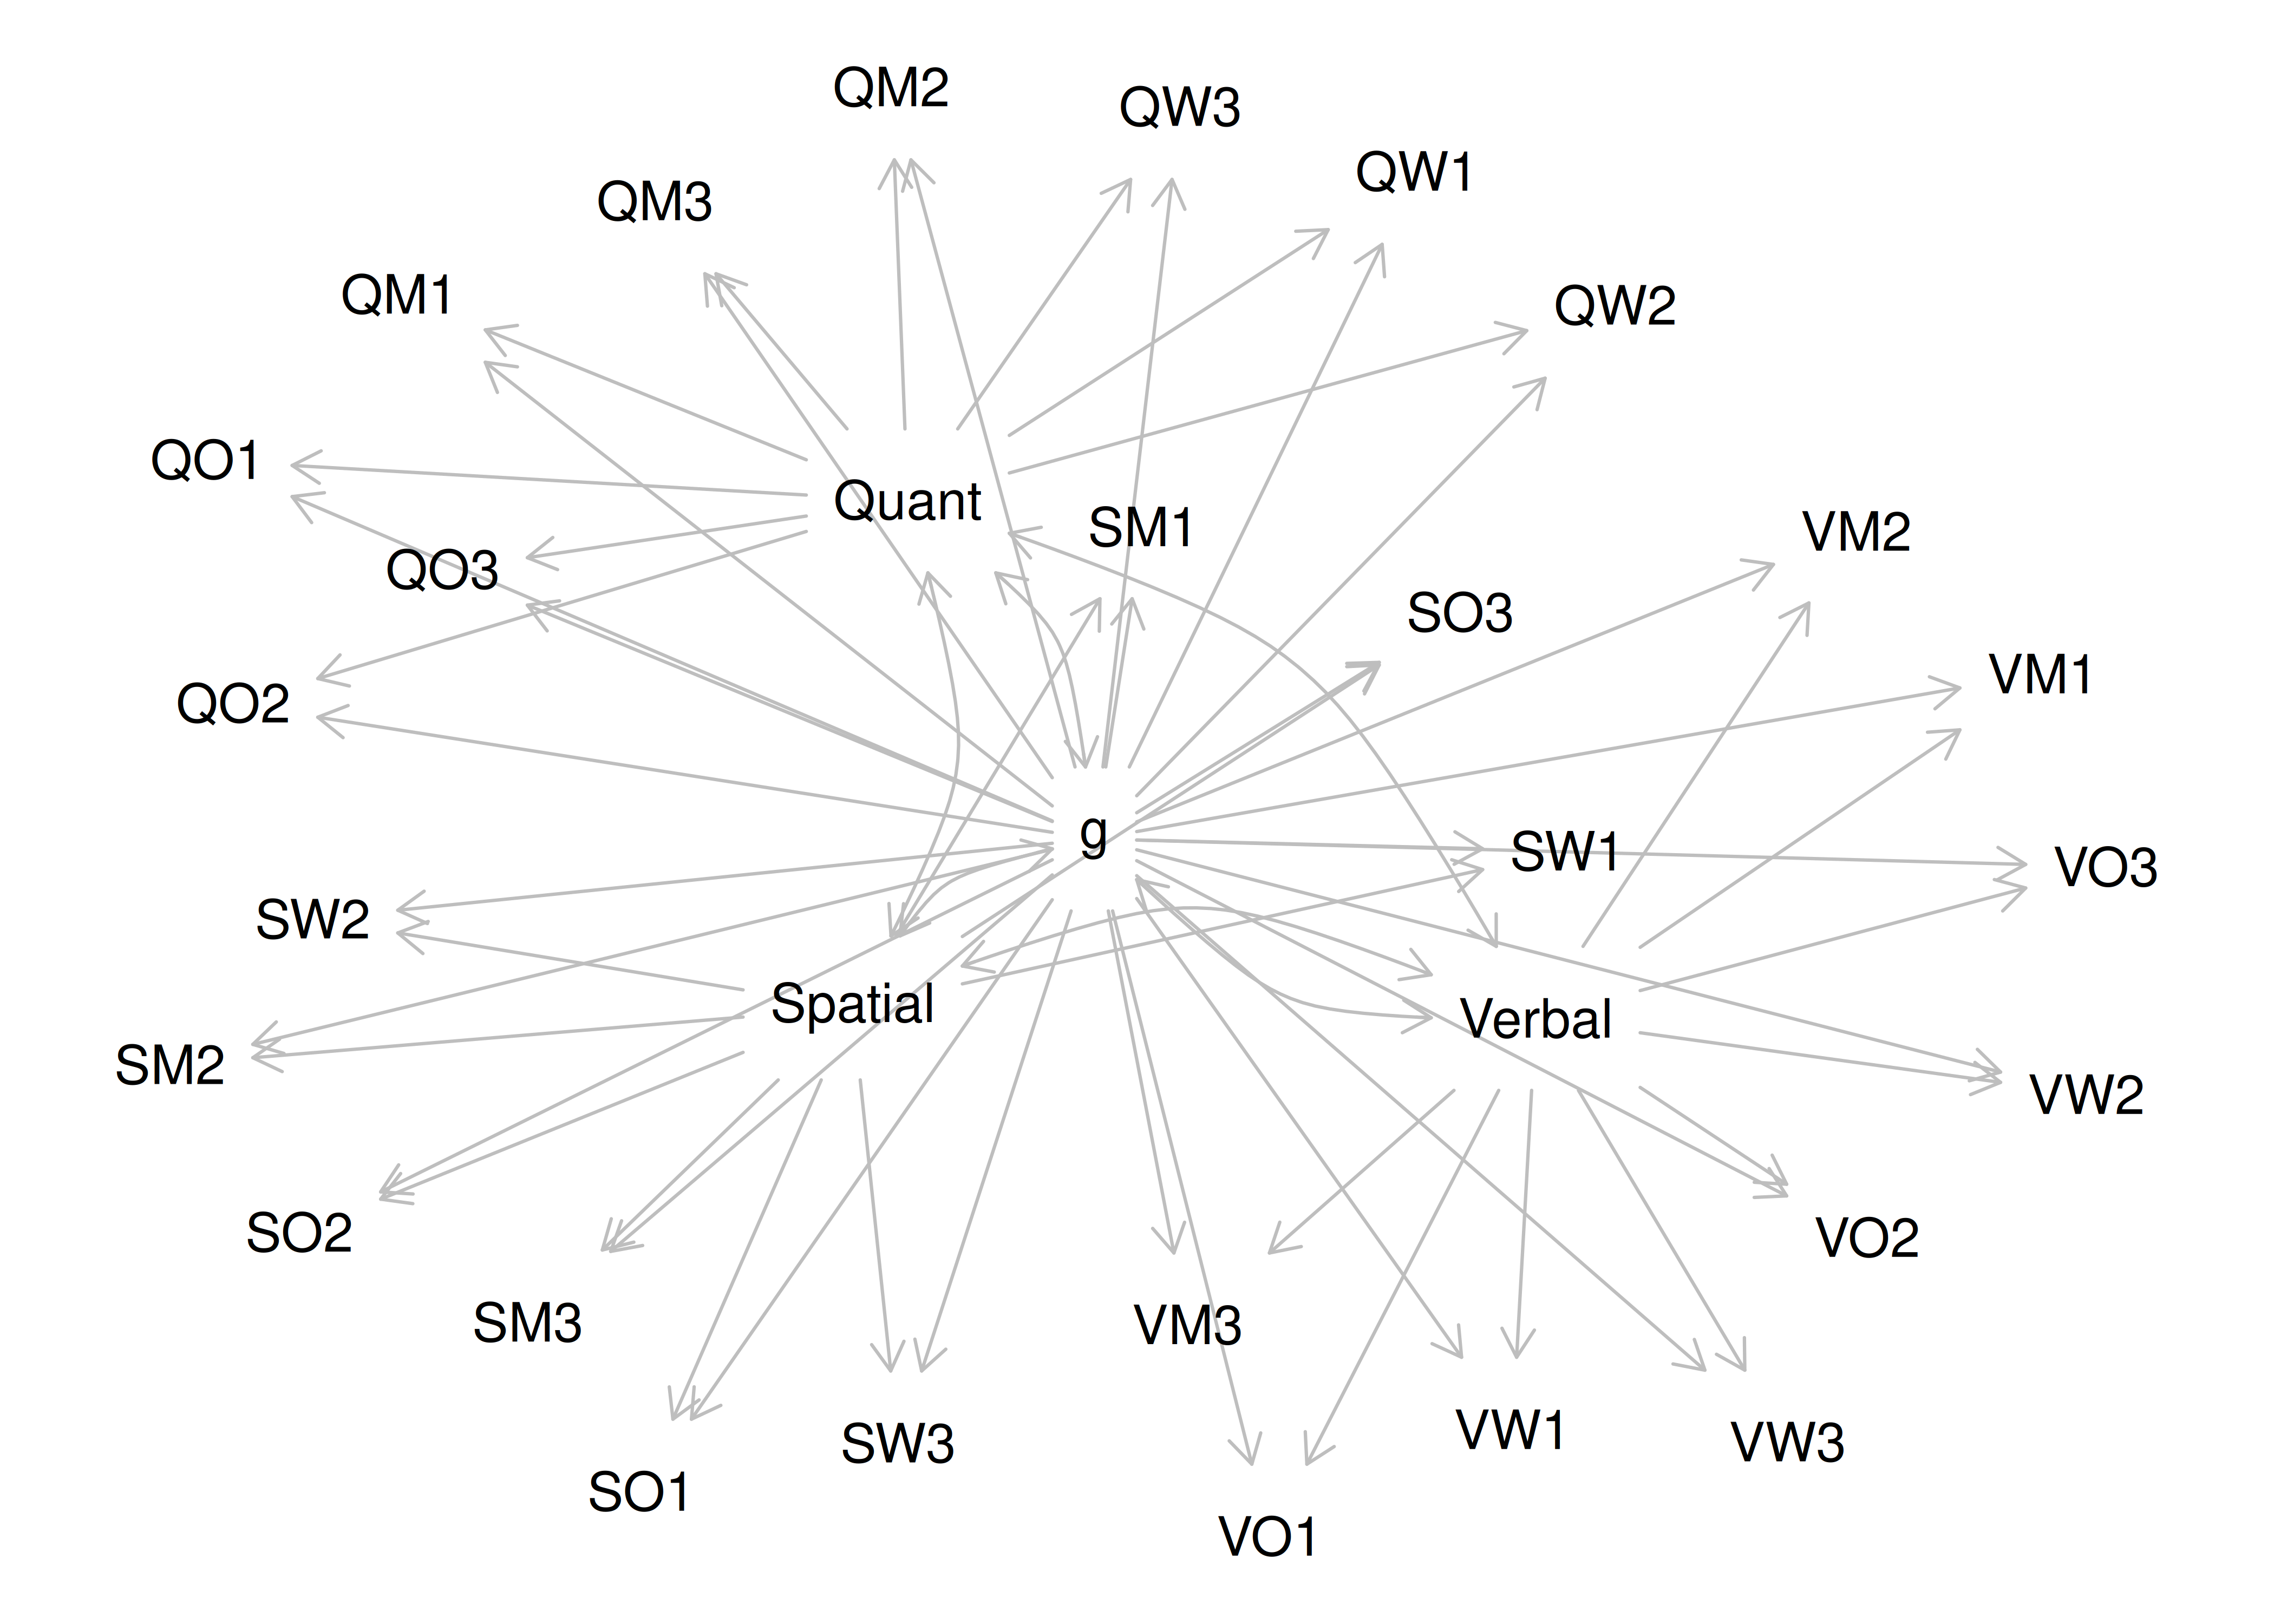 QM2
QW3
QW1
QM3
QM1
QW2
QO1
Quant
SM1
VM2
QO3
SO3
VM1
QO2
g
SW1
VO3
SW2
Spatial
Verbal
SM2
VW2
SO2
VO2
SM3
VM3
VW1
SW3
VW3
SO1
VO1